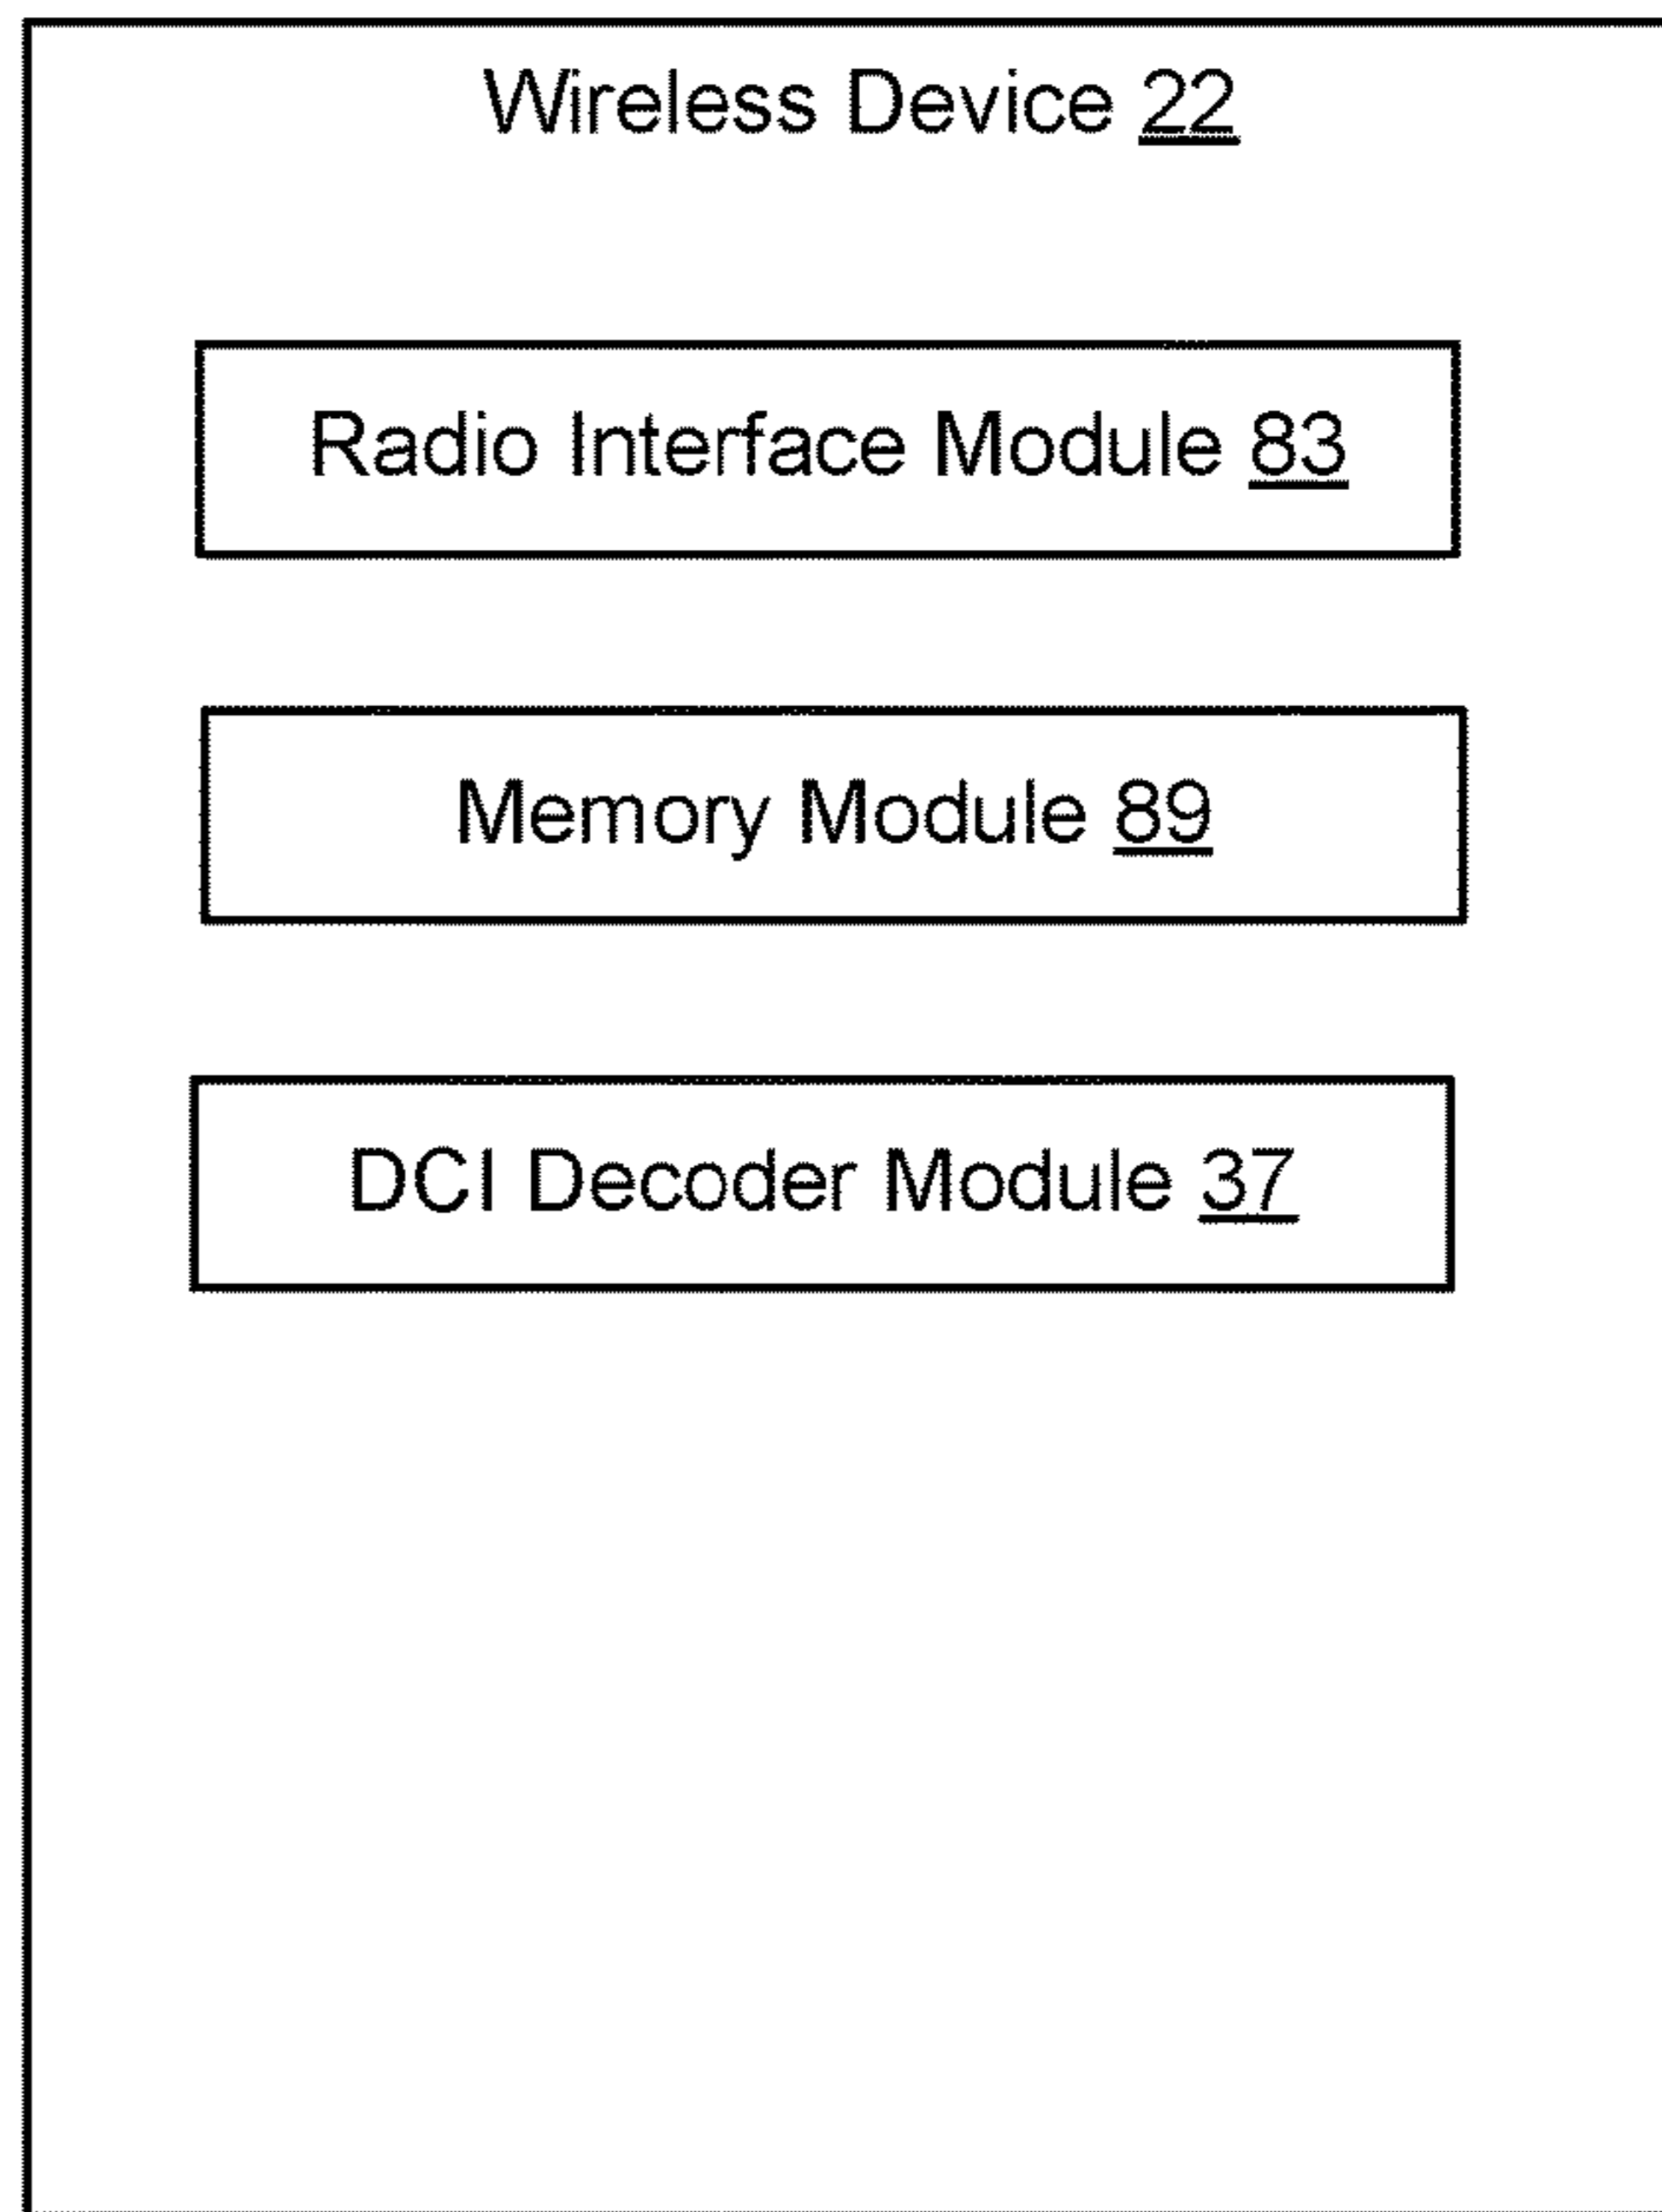 Wireless Device 22
Radio Interface Module 83
Memory Module 89
DCI Decoder Module 37